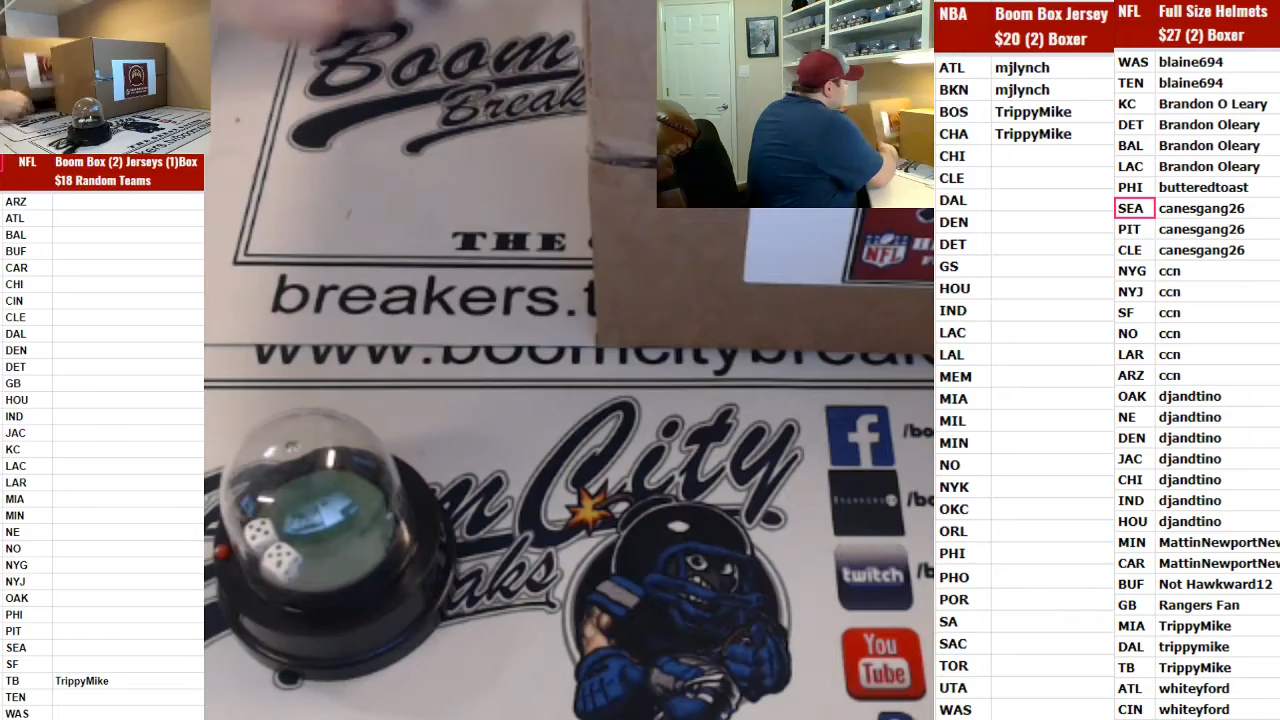 NFL Boom Box (2) Jerseys (1)Box
$18 Random Teams
ARZ
ATL
BAL
BUF
CAR
CHI
CIN
CLE
DAL
DEN
DET
GB
HOU
IND
JAC
KC
LAC
LAR
MIA
MIN
NE
NO
NYG
NYJ
OAK
PHI
PIT
SEA
SF
TB TrippyMike
TEN
WAS
Boom
Break
THE
breakers.t
www.boomcitybreak
NFL
City
aks
f /bo
twitch /b
You
Tube
NBA Boom Box Jersey
$20 (2) Boxer
ATL mjlynch
BKN mjlynch
BOS TrippyMike
CHA TrippyMike
CHI
CLE
DAL
DEN
DET
GS
HOU
IND
LAC
LAL
MEM
MIA
MIL
MIN
NO
NYK
OKC
ORL
PHI
PHO
POR
SA
SAC
TOR
UTA
WAS
NFL Full Size Helmets
$27 (2) Boxer
WAS blaine694
TEN blaine694
KC Brandon O Leary
DET Brandon Oleary
BAL Brandon Oleary
LAC Brandon Oleary
PHI butteredtoast
SEA canesgang26
PIT canesgang26
CLE canesgang26
NYG ccn
NYJ ccn
SF ccn
NO ccn
LAR ccn
ARZ ccn
OAK djandtino
NE djandtino
DEN djandtino
JAC djandtino
CHI djandtino
IND djandtino
HOU djandtino
MIN MattinNewportNew
CAR MattinNewportNew
BUF Not Hawkward12
GB Rangers Fan
MIA TrippyMike
DAL trippymike
TB TrippyMike
ATL whiteyford
CIN whiteyford